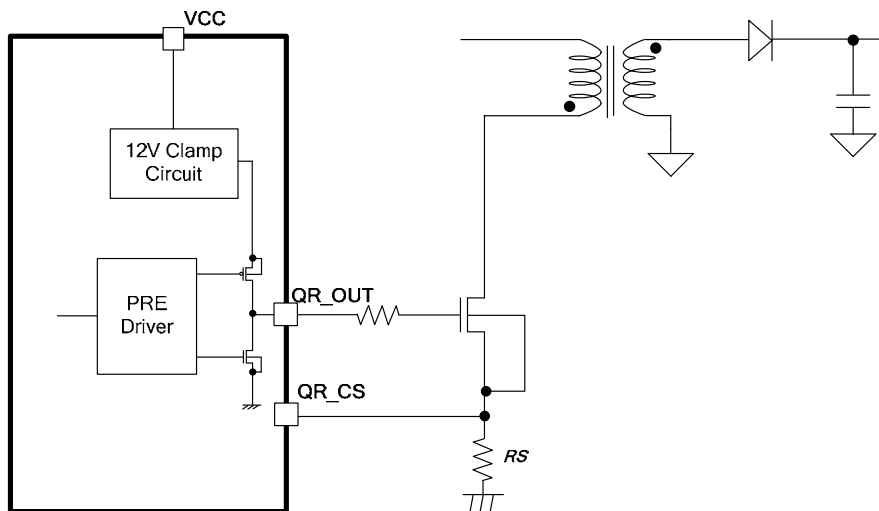 VCC
12V Clamp
Circuit
PRE
Driver
QR_OUT
QR_CS
RS